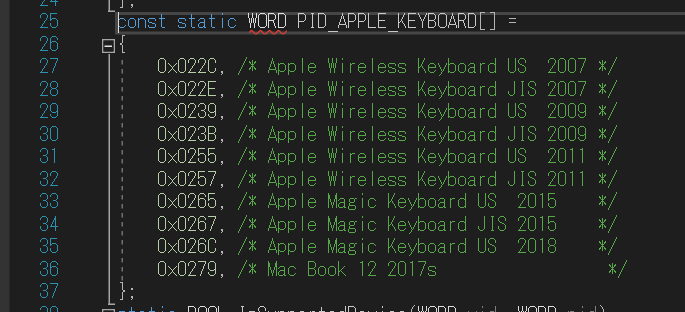 24 };
25 const static WORD PID_APPLE_KEYBOARD[] =
26 {
27 0x022C, /* Apple Wireless Keyboard US  2007 */
28 0x022E, /* Apple Wireless Keyboard JIS 2007 */
29 0x0239, /* Apple Wireless Keyboard US  2009 */
30 0x023B, /* Apple Wireless Keyboard JIS 2009 */
31 0x0255, /* Apple Wireless Keyboard US  2011 */
32 0x0257, /* Apple Wireless Keyboard JIS 2011 */
33 0x0265, /* Apple Magic Keyboard US  2015    */
34 0x0267, /* Apple Magic Keyboard JIS 2015    */
35 0x026C, /* Apple Magic Keyboard US  2018    */
36 0x0279, /* Mac Book 12 2017s                */
37 };
38 static BOOL IsSupportedDevice(WORD vid, WORD pid)